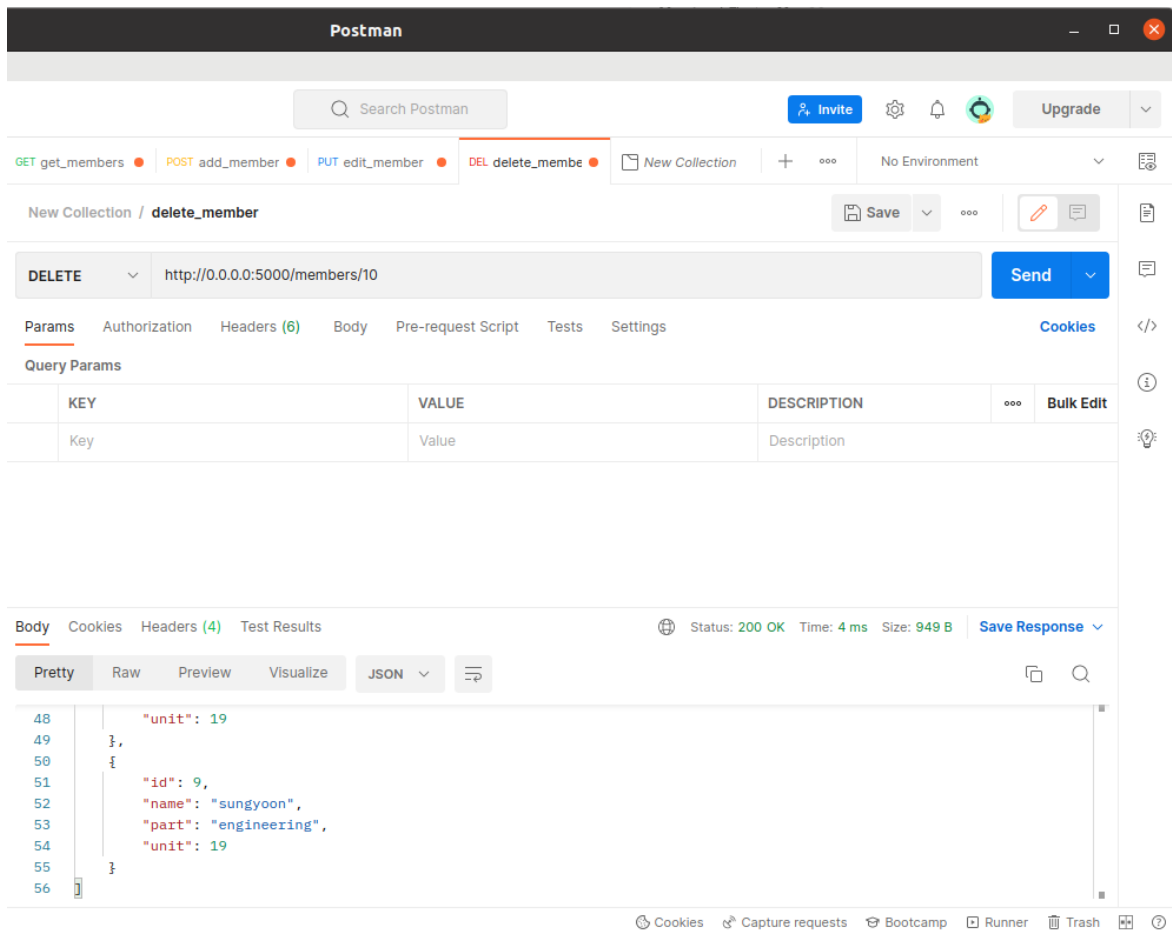 Postman
Search Postman
Invite
Upgrade
GET get_members
POST add_member
PUT edit_member
DEL delete_membe
New Collection
No Environment
New Collection / delete_member
Save
DELETE
http://0.0.0.0:5000/members/10
Send
Params Authorization Headers (6) Body Pre-request Script Tests Settings Cookies
Query Params
KEY VALUE DESCRIPTION Bulk Edit
Key Value Description
Body Cookies Headers (4) Test Results Status: 200 OK Time: 4 ms Size: 949 B Save Response
Pretty Raw Preview Visualize JSON
48 "unit": 19
49 },
50 {
51 "id": 9,
52 "name": "sungyoon",
53 "part": "engineering",
54 "unit": 19
55 }
56 ]
Cookies Capture requests Bootcamp Runner Trash